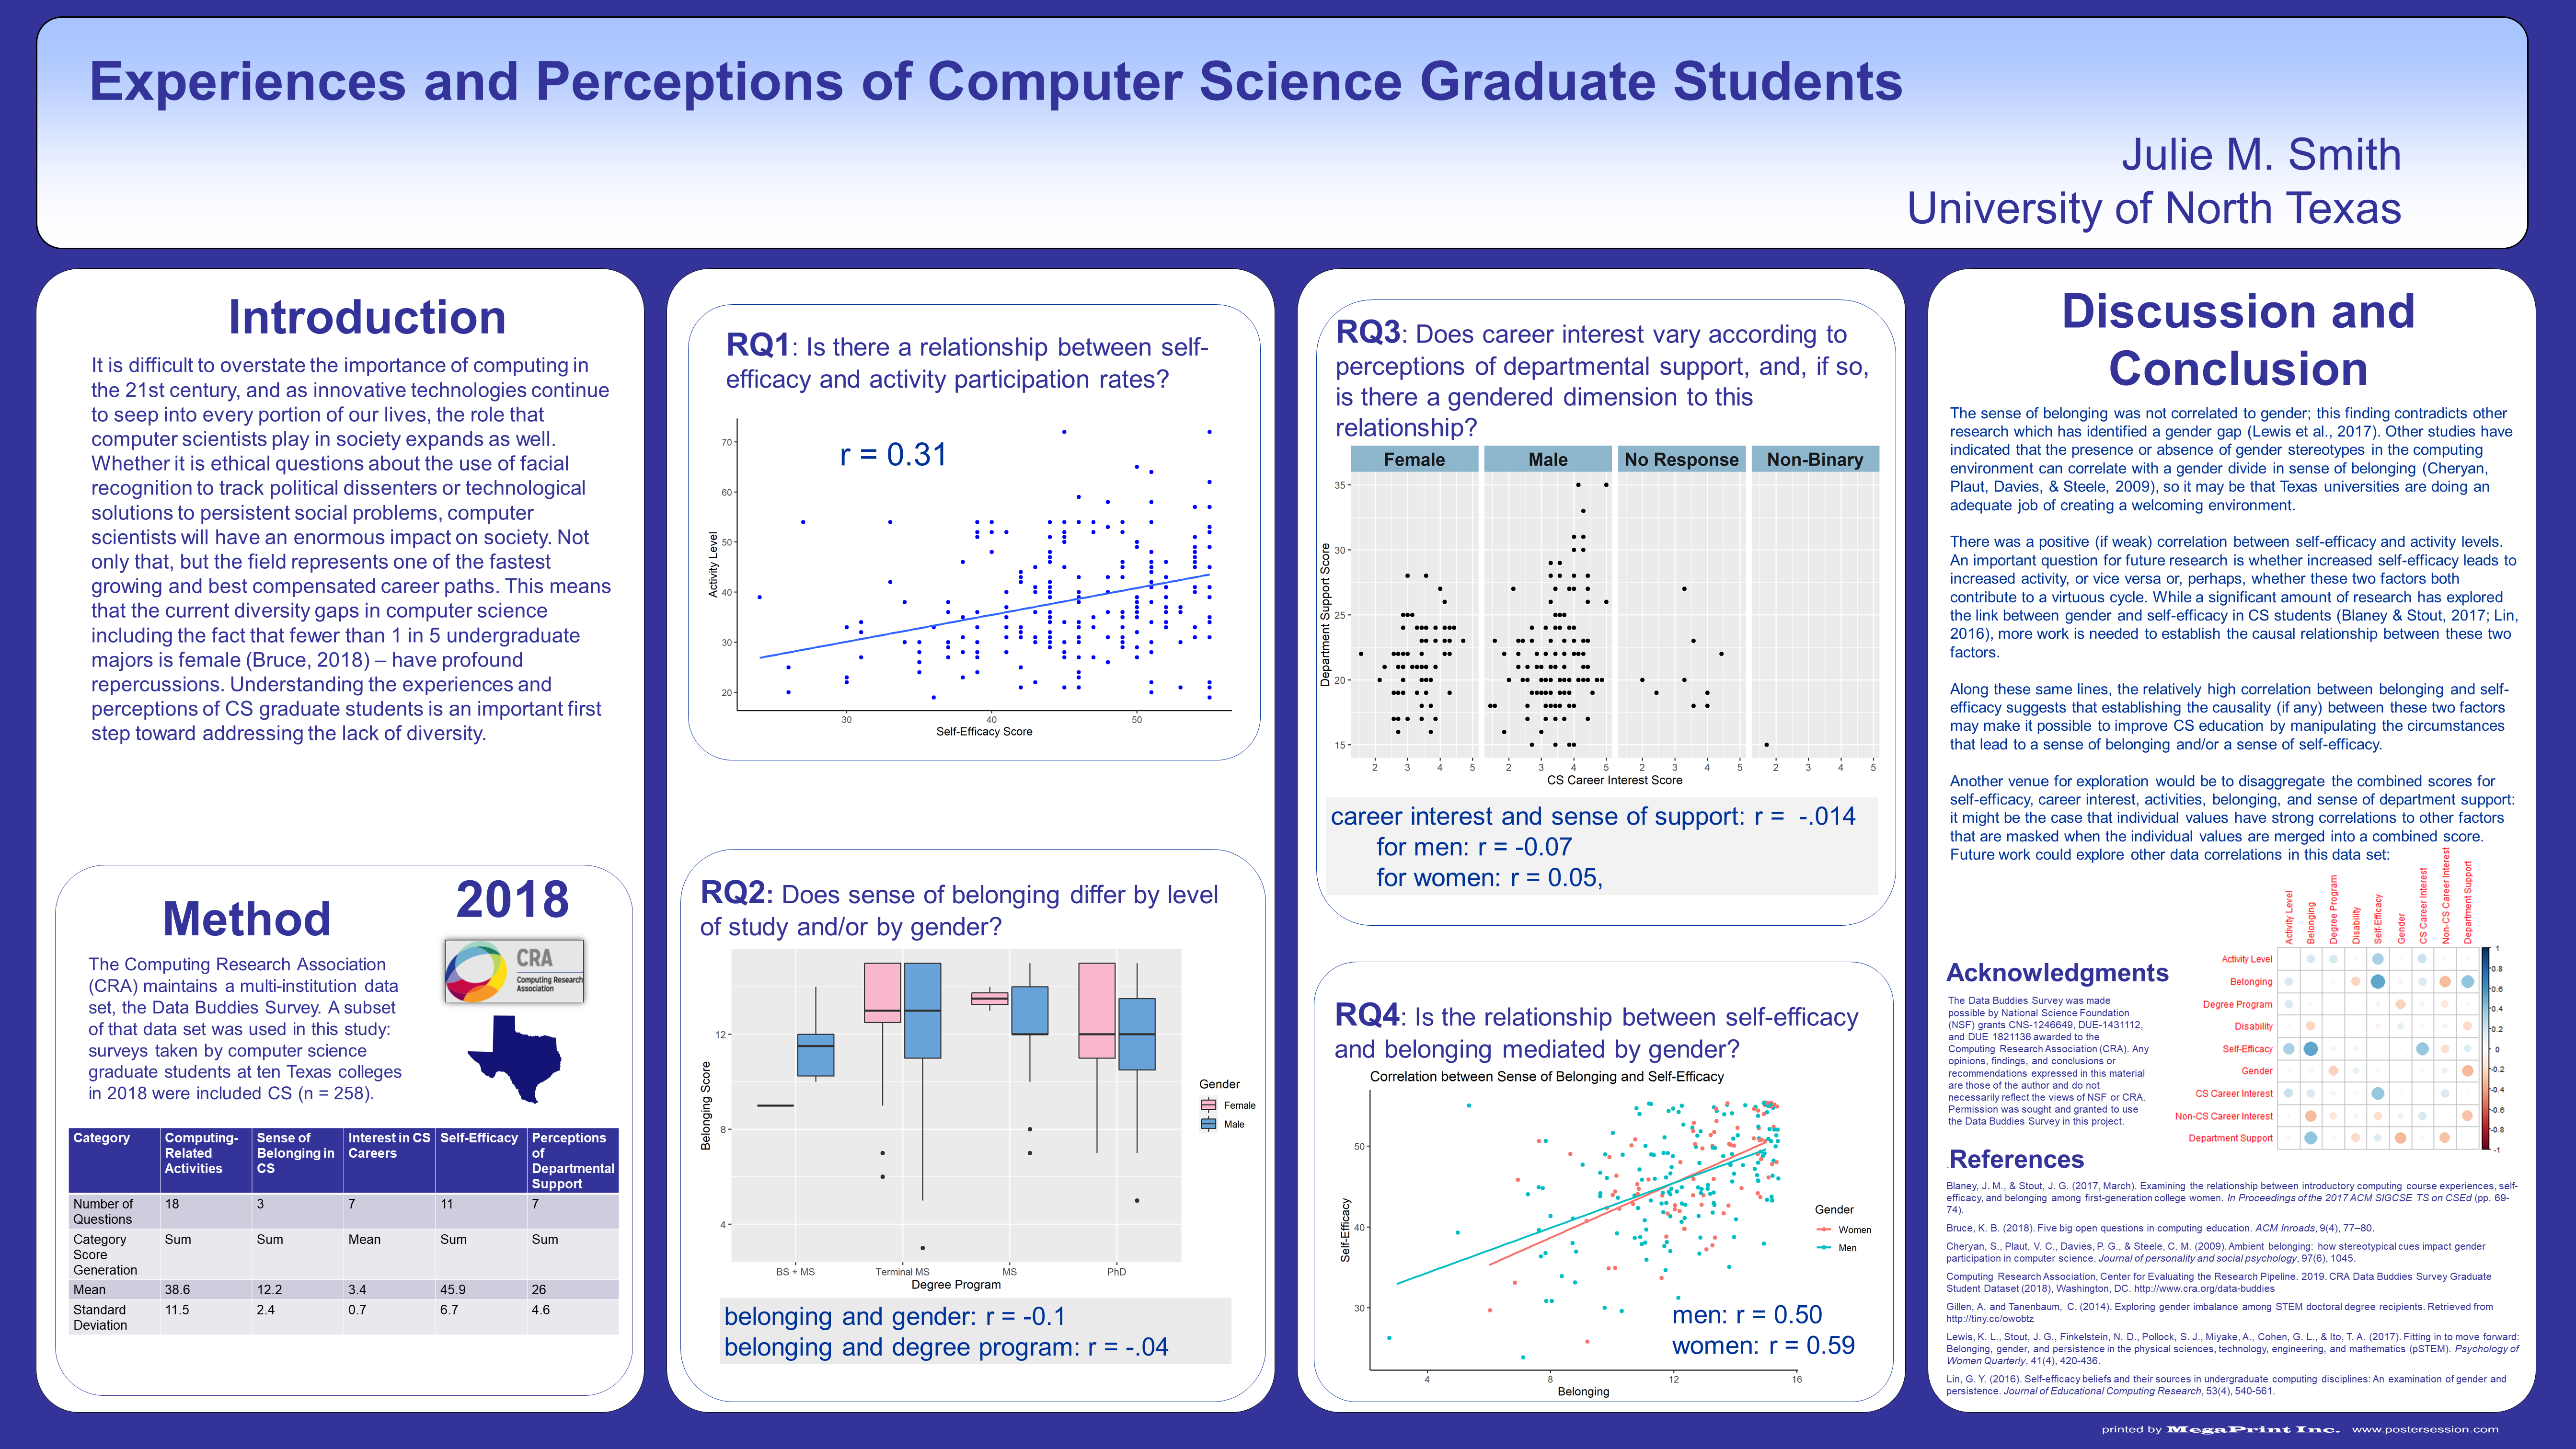 Experiences and Perceptions of Computer Science Graduate Students
Julie M. Smith
University of North Texas
Introduction
It is difficult to overstate the importance of computing in
the 21st century, and as innovative technologies continue
to seep into every portion of our lives, the role that
computer scientists play in society expands as well.
Whether it is ethical questions about the use of facial
recognition to track political dissenters or technological
solutions to persistent social problems, computer
scientists will have an enormous impact on society. Not
only that, but the field represents one of the fastest
growing and best compensated career paths. This means
that the current diversity gaps in computer science
including the fact that fewer than 1 in 5 undergraduate
majors is female (Bruce, 2018) – have profound
repercussions. Understanding the experiences and
perceptions of CS graduate students is an important first
step toward addressing the lack of diversity.
Method
2018
CRA
Computing Research
Association
The Computing Research Association
(CRA) maintains a multi-institution data
set, the Data Buddies Survey. A subset
of that data set was used in this study:
surveys taken by computer science
graduate students at ten Texas colleges
in 2018 were included CS (n = 258).
Category Computing-Related Activities Sense of Belonging in CS Interest in CS Careers Self-Efficacy Perceptions of Departmental Support
Number of Questions 18 3 7 11 7
Category Score Generation Sum Sum Mean Sum Sum
Mean 38.6 12.2 3.4 45.9 26
Standard Deviation 11.5 2.4 0.7 6.7 4.6
RQ1: Is there a relationship between self-
efficacy and activity participation rates?
r = 0.31
Activity Level
70
60
50
40
30
20
30 40 50
Self-Efficacy Score
RQ2: Does sense of belonging differ by level
of study and/or by gender?
Belonging Score
12
8
4
BS + MS Terminal MS MS PhD
Degree Program
Gender
Female
Male
belonging and gender: r = -0.1
belonging and degree program: r = -.04
RQ3: Does career interest vary according to
perceptions of departmental support, and, if so,
is there a gendered dimension to this
relationship?
Female Male No Response Non-Binary
Department Support Score
35
30
25
20
15
2 3 4 5 2 3 4 5 2 3 4 5 2 3 4 5
CS Career Interest Score
career interest and sense of support: r = -.014
for men: r = -0.07
for women: r = 0.05,
RQ4: Is the relationship between self-efficacy
and belonging mediated by gender?
Correlation between Sense of Belonging and Self-Efficacy
Self-Efficacy
50
40
30
4 8 12 16
Belonging
Gender
Women
Men
men: r = 0.50
women: r = 0.59
Discussion and
Conclusion
The sense of belonging was not correlated to gender; this finding contradicts other
research which has identified a gender gap (Lewis et al., 2017). Other studies have
indicated that the presence or absence of gender stereotypes in the computing
environment can correlate with a gender divide in sense of belonging (Cheryan,
Plaut, Davies, & Steele, 2009), so it may be that Texas universities are doing an
adequate job of creating a welcoming environment.
There was a positive (if weak) correlation between self-efficacy and activity levels.
An important question for future research is whether increased self-efficacy leads to
increased activity, or vice versa or, perhaps, whether these two factors both
contribute to a virtuous cycle. While a significant amount of research has explored
the link between gender and self-efficacy in CS students (Blaney & Stout, 2017; Lin,
2016), more work is needed to establish the causal relationship between these two
factors.
Along these same lines, the relatively high correlation between belonging and self-
efficacy suggests that establishing the causality (if any) between these two factors
may make it possible to improve CS education by manipulating the circumstances
that lead to a sense of belonging and/or a sense of self-efficacy.
Another venue for exploration would be to disaggregate the combined scores for
self-efficacy, career interest, activities, belonging, and sense of department support:
it might be the case that individual values have strong correlations to other factors
that are masked when the individual values are merged into a combined score.
Future work could explore other data correlations in this data set:
Activity Level Belonging Degree Program Disability Self-Efficacy Gender CS Career Interest Non-CS Career Interest Department Support
Activity Level
Belonging
Degree Program
Disability
Self-Efficacy
Gender
CS Career Interest
Non-CS Career Interest
Department Support
1
0.8
0.6
0.4
0.2
0
-0.2
-0.4
-0.6
-0.8
-1
Acknowledgments
The Data Buddies Survey was made
possible by National Science Foundation
(NSF) grants CNS-1246649, DUE-1431112,
and DUE 1821136 awarded to the
Computing Research Association (CRA). Any
opinions, findings, and conclusions or
recommendations expressed in this material
are those of the author and do not
necessarily reflect the views of NSF or CRA.
Permission was sought and granted to use
the Data Buddies Survey in this project.
.References
Blaney, J. M., & Stout, J. G. (2017, March). Examining the relationship between introductory computing course experiences, self-
efficacy, and belonging among first-generation college women. In Proceedings of the 2017 ACM SIGCSE TS on CSEd (pp. 69-
74).
Bruce, K. B. (2018). Five big open questions in computing education. ACM Inroads, 9(4), 77–80.
Cheryan, S., Plaut, V. C., Davies, P. G., & Steele, C. M. (2009). Ambient belonging: how stereotypical cues impact gender
participation in computer science. Journal of personality and social psychology, 97(6), 1045.
Computing Research Association, Center for Evaluating the Research Pipeline. 2019. CRA Data Buddies Survey Graduate
Student Dataset (2018), Washington, DC. http://www.cra.org/data-buddies
Gillen, A. and Tanenbaum, C. (2014). Exploring gender imbalance among STEM doctoral degree recipients. Retrieved from
http://tiny.cc/owobtz
Lewis, K. L., Stout, J. G., Finkelstein, N. D., Pollock, S. J., Miyake, A., Cohen, G. L., & Ito, T. A. (2017). Fitting in to move forward:
Belonging, gender, and persistence in the physical sciences, technology, engineering, and mathematics (pSTEM). Psychology of
Women Quarterly, 41(4), 420-436.
Lin, G. Y. (2016). Self-efficacy beliefs and their sources in undergraduate computing disciplines: An examination of gender and
persistence. Journal of Educational Computing Research, 53(4), 540-561.
printed by MegaPrint Inc. www.postersession.com